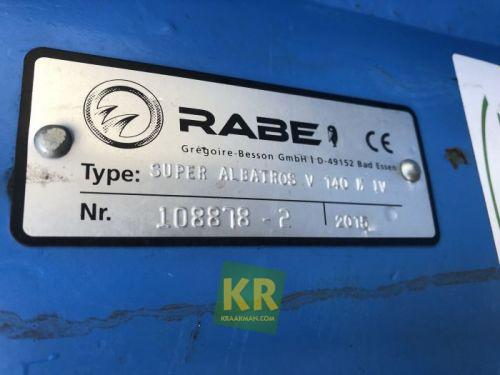 RABE CE
Grégoire-Besson GmbH | D-49152 Bad Essen
Type: SUPER ALBATROS V 140 B IV
Nr. 108878-2 2015
KR
KRAAKMAN.COM